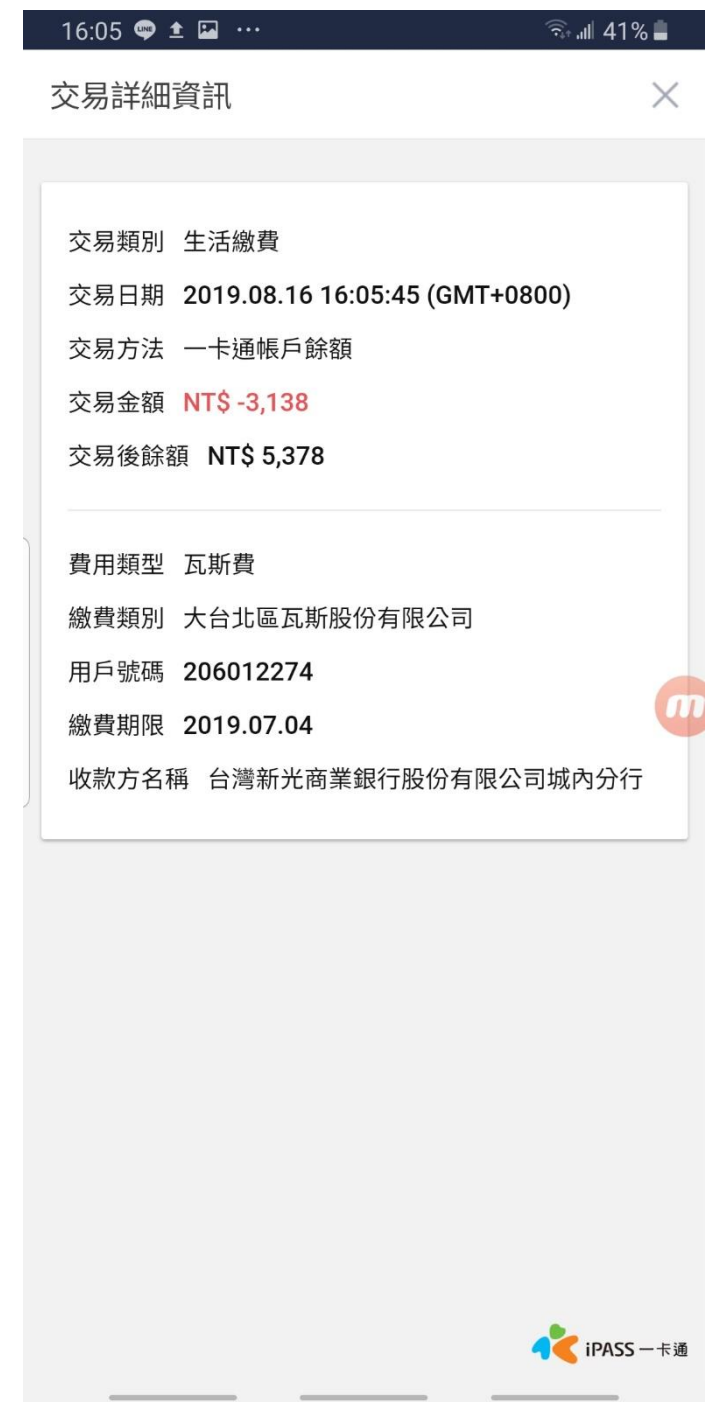 16:05 LINE ... 41%
交易詳細資訊
交易類別 生活繳費
交易日期 2019.08.16 16:05:45 (GMT+0800)
交易方法 一卡通帳戶餘額
交易金額 NT$ -3,138
交易後餘額 NT$ 5,378
費用類型 瓦斯費
繳費類別 大台北區瓦斯股份有限公司
用戶號碼 206012274
繳費期限 2019.07.04
收款方名稱 台灣新光商業銀行股份有限公司城內分行
m
iPASS 一卡通